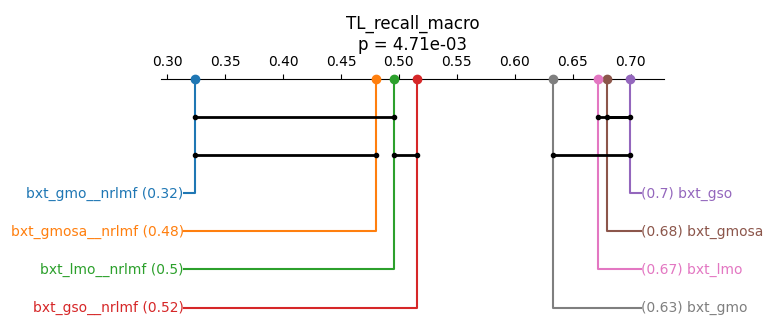 TL_recall_macro
p = 4.71e-03
0.30 0.35 0.40 0.45 0.50 0.55 0.60 0.65 0.70
bxt_gmo__nrlmf (0.32) (0.7) bxt_gso
bxt_gmosa__nrlmf (0.48) (0.68) bxt_gmosa
bxt_lmo__nrlmf (0.5) (0.67) bxt_lmo
bxt_gso__nrlmf (0.52) (0.63) bxt_gmo